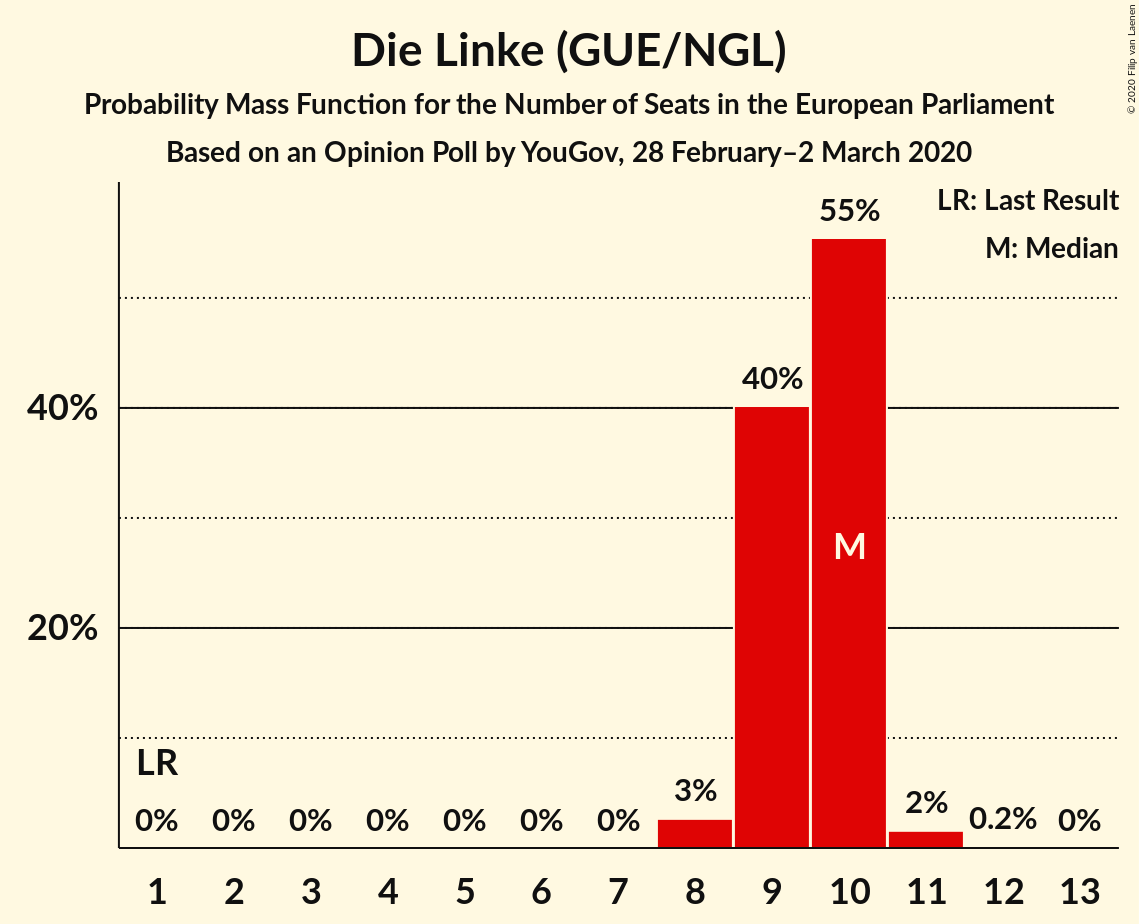 Die Linke (GUE/NGL)
Probability Mass Function for the Number of Seats in the European Parliament
Based on an Opinion Poll by YouGov, 28 February–2 March 2020
© 2020 Filip van Laenen
LR: Last Result
M: Median
55%
40%
40%
M
20%
LR
0% 0% 0% 0% 0% 0% 0% 3% 2% 0.2% 0%
1 2 3 4 5 6 7 8 9 10 11 12 13